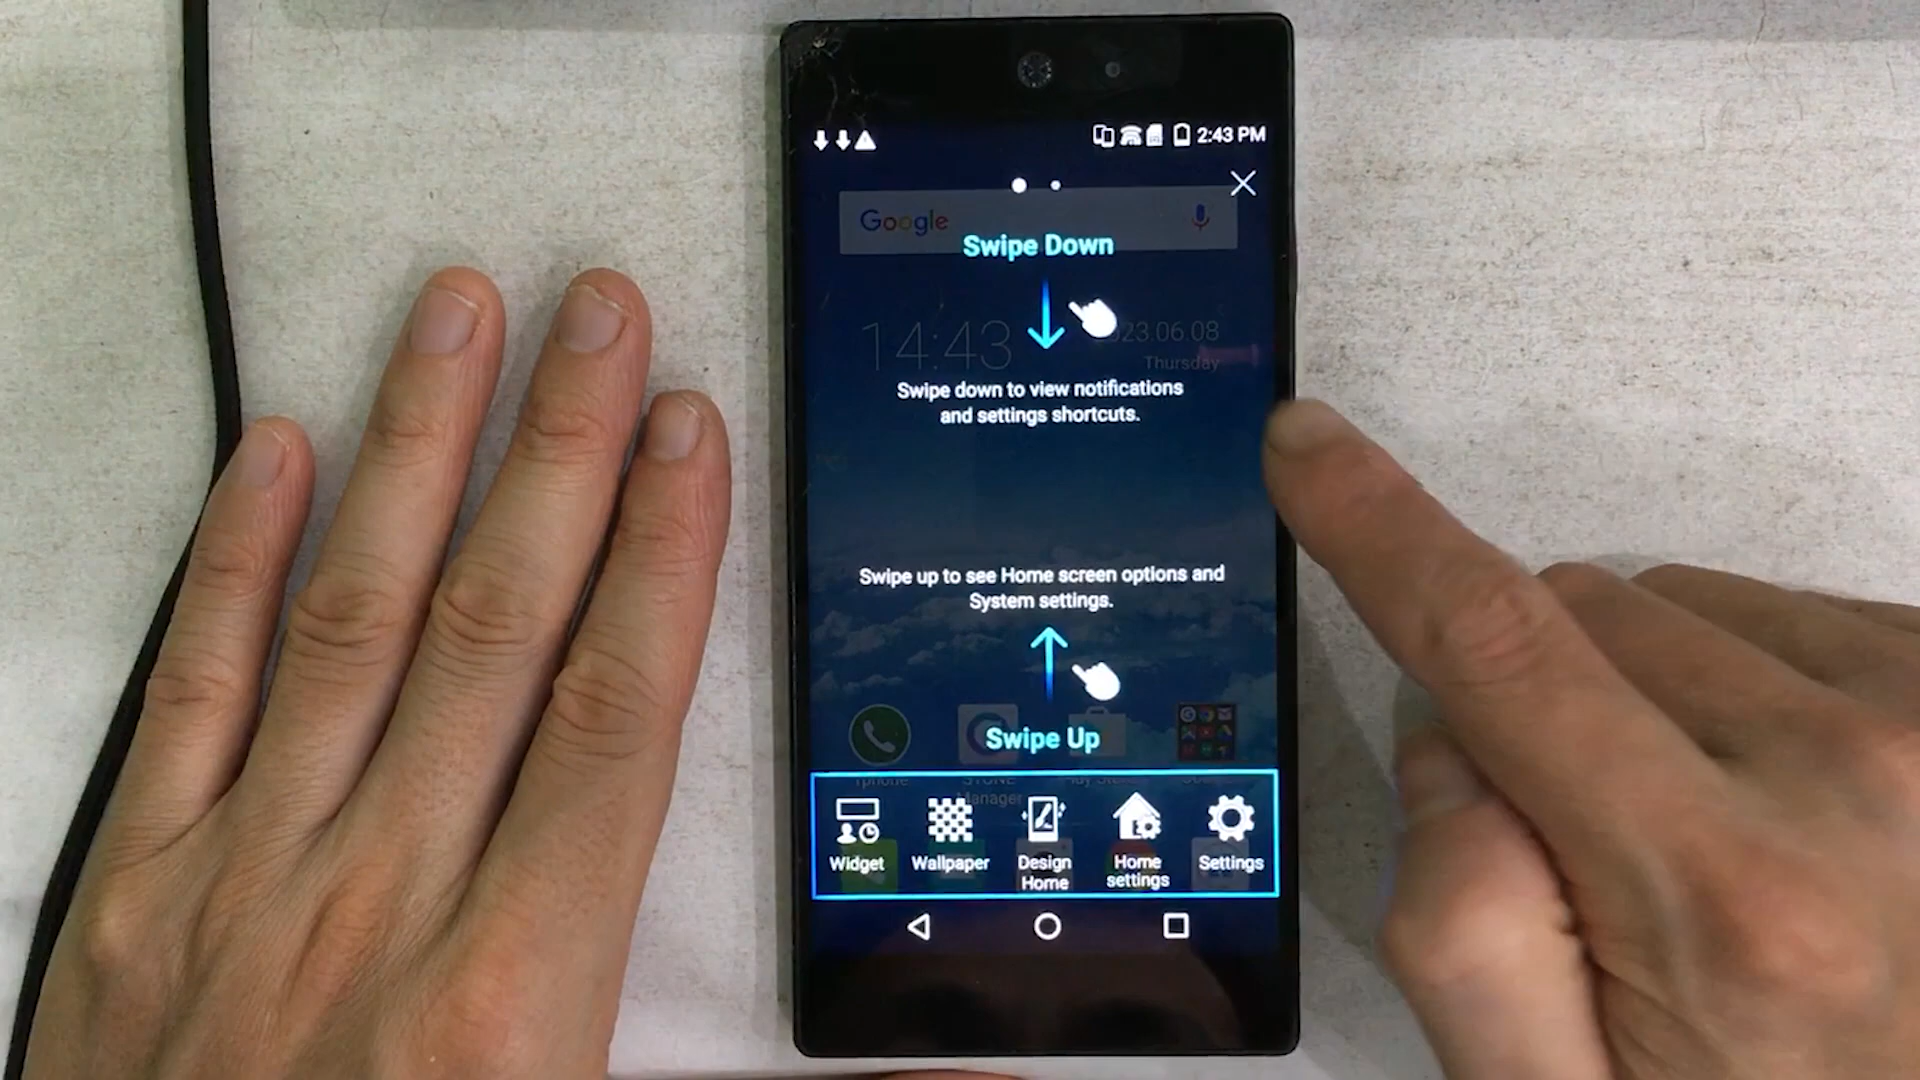 2:43 PM
Google
Swipe Down
14:43
23.06.08
Thursday
Swipe down to view notifications
and settings shortcuts.
Swipe up to see Home screen options and
System settings.
Swipe Up
Manager
Widget
Wallpaper
Design
Home
Home
settings
Settings